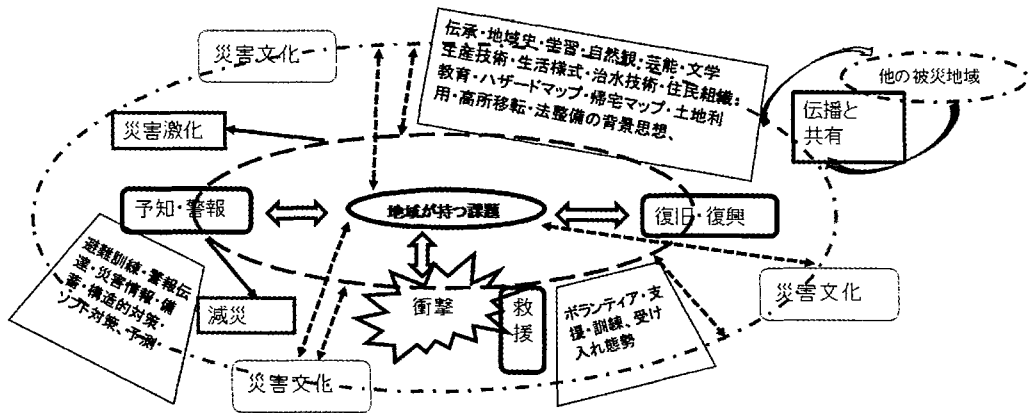 災害文化
伝承・地域史・学習・自然観・芸能・文学
生産技術・生活様式・治水技術・住民組織・
教育・ハザードマップ・帰宅マップ・土地利
用・高所移転・法整備の背景思想、
他の被災地域
伝播と
共有
災害激化
予知・警報
地域が持つ課題
復旧・復興
避難訓練・警報伝
達・災害情報・備
蓄・構造的対策・
ソフト対策、予測
減災
衝撃
救
援
ボランティア・支
援・訓練、受け
入れ態勢
災害文化
災害文化